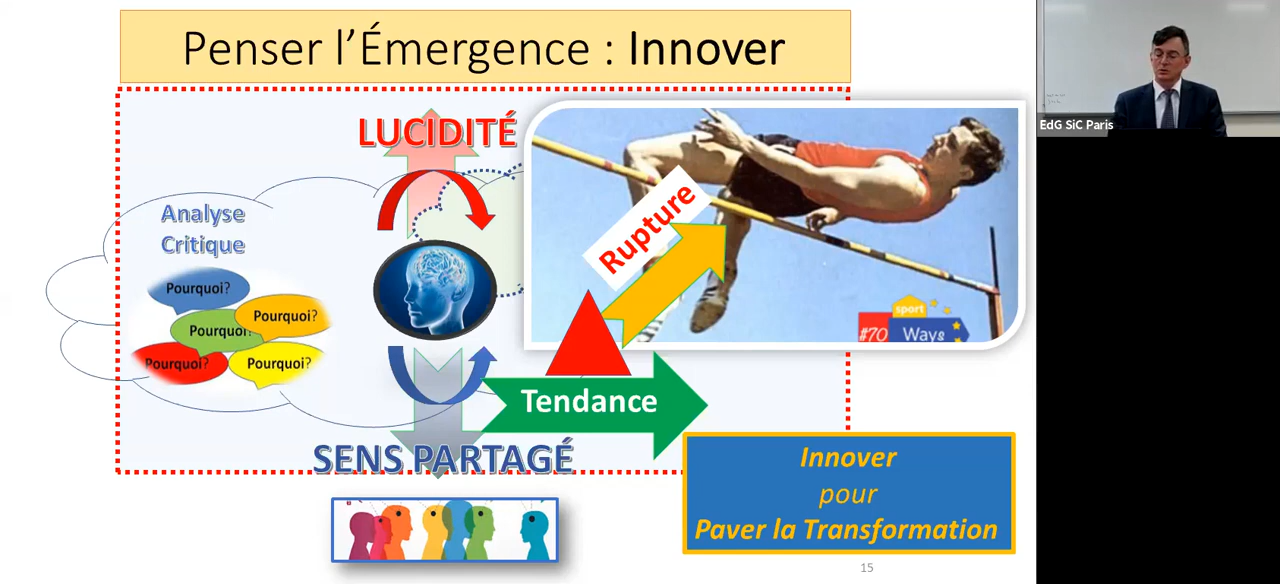 Penser l’Émergence : Innover
LUCIDITÉ
Analyse
Critique
Pourquoi?
Pourquoi?
Pourquoi?
Pourquoi?
Pourquoi?
Rupture
sport
#70 Ways
Tendance
SENS PARTAGÉ
Innover
pour
Paver la Transformation
15
EdG SiC Paris